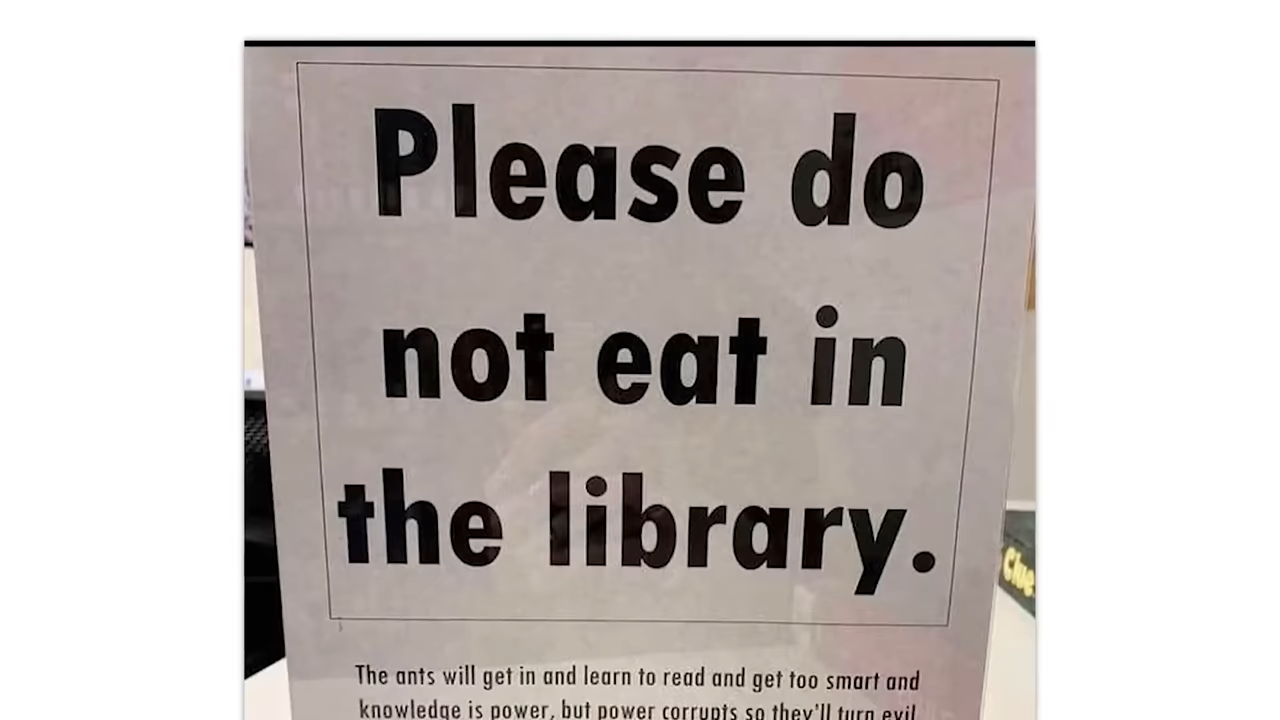 Please do
not eat in
the library.
The ants will get in and learn to read and get too smart and
knowledge is power, but power corrupts so they'll turn evil
Clue